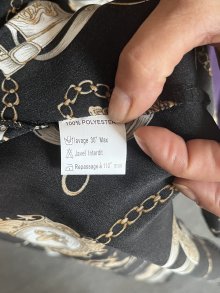 100% POLYESTER
lavage 30° Max
Javel Interdit
Repassage à 110° max